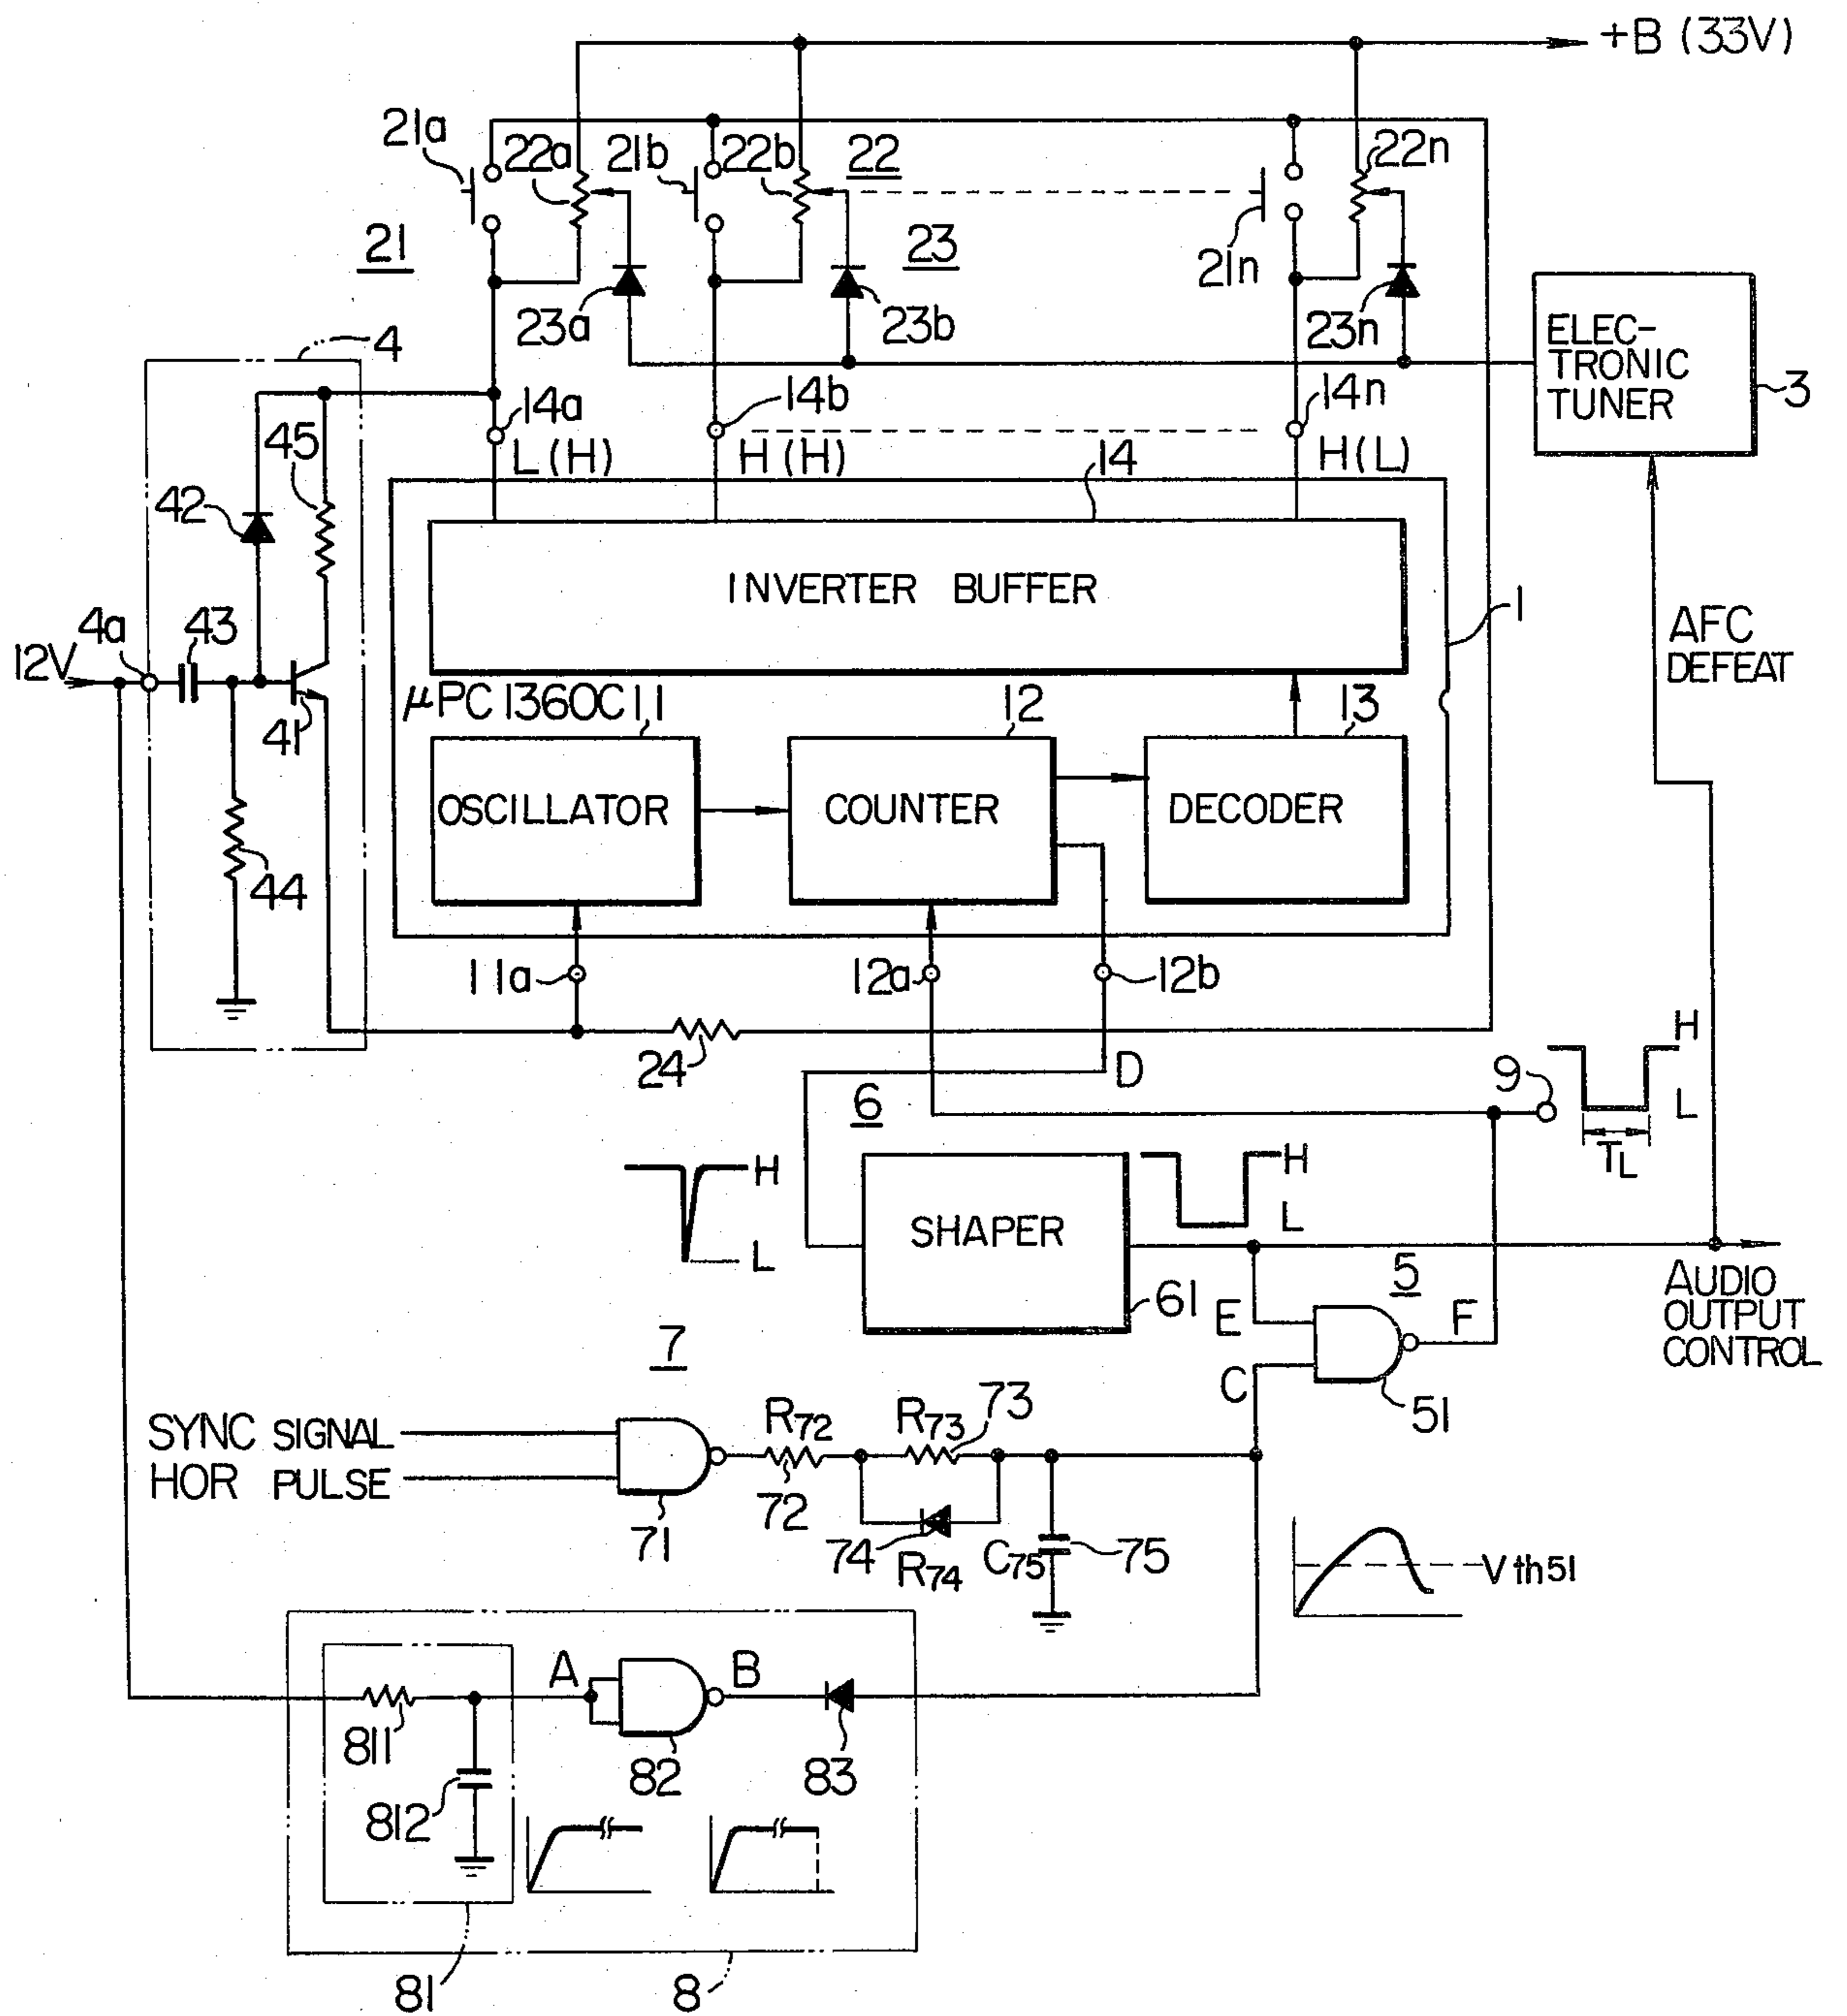 +B (33V)
21a
22a
21b
22b
22
22n
21
23
21n
23a
23b
23n
ELEC-
TRONIC
TUNER
3
4
14a
14b
14n
L (H)
H (H)
H (L)
14
45
42
INVERTER BUFFER
1
AFC
DEFEAT
12V
4a
43
41
μPC1360C
11
12
13
OSCILLATOR
COUNTER
DECODER
44
11a
12a
12b
24
D
H
9
L
TL
6
H
L
SHAPER
H
L
61
5
AUDIO
OUTPUT
CONTROL
E
F
7
C
51
SYNC SIGNAL
HOR PULSE
R72
R73
73
71
72
74
R74
C75
75
Vth51
A
B
811
82
83
812
81
8